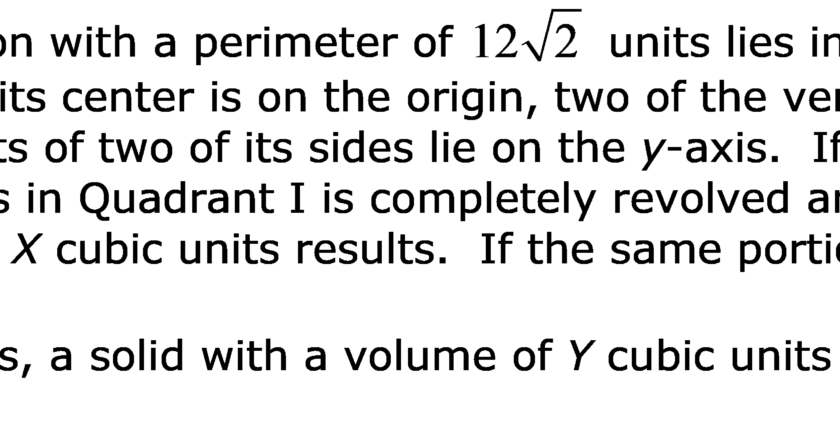 on with a perimeter of 12√2 units lies in
its center is on the origin, two of the ver
ts of two of its sides lie on the y-axis. If
s in Quadrant I is completely revolved ar
X cubic units results. If the same portio
s, a solid with a volume of Y cubic units